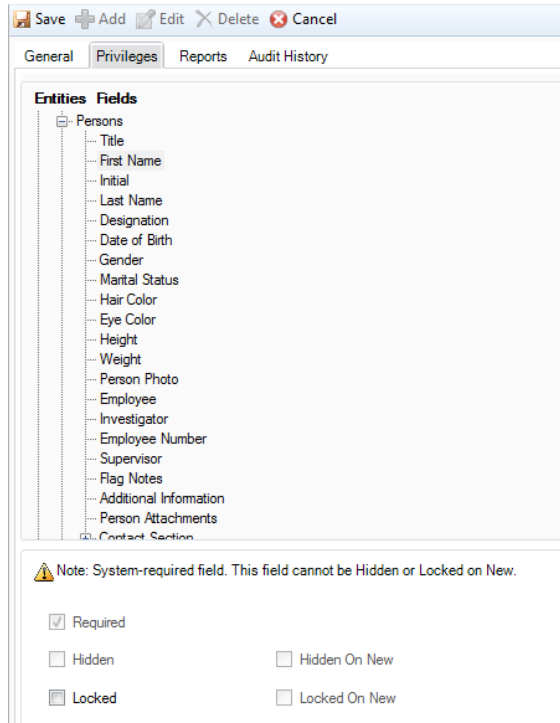 Save Add Edit Delete Cancel
General Privileges Reports Audit History
Entities Fields
Persons
Title
First Name
Initial
Last Name
Designation
Date of Birth
Gender
Marital Status
Hair Color
Eye Color
Height
Weight
Person Photo
Employee
Investigator
Employee Number
Supervisor
Flag Notes
Additional Information
Person Attachments
Contact Section
Note: System-required field. This field cannot be Hidden or Locked on New.
Required
Hidden Hidden On New
Locked Locked On New